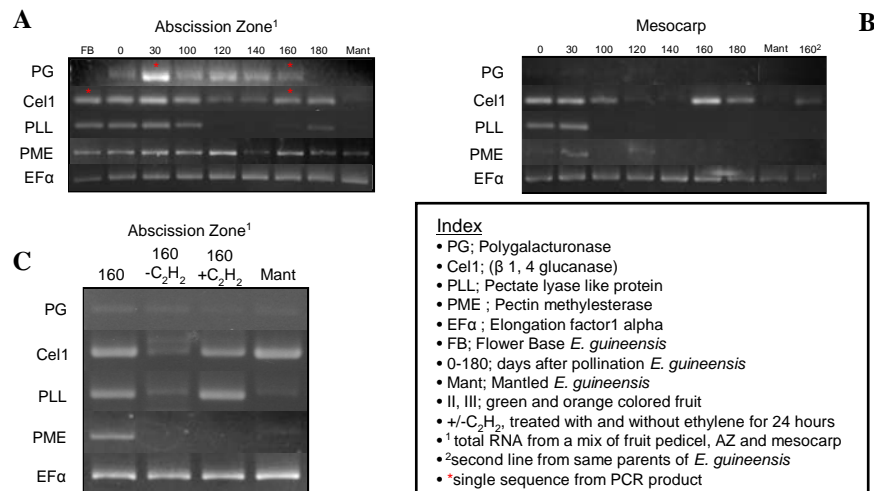 A
Abscission Zone¹
FB 0 30 100 120 140 160 180 Mant
* *
PG
* *
Cel1
PLL
PME
EFα
B
Mesocarp
0 30 100 120 140 160 180 Mant 160²
PG
Cel1
PLL
PME
EFα
C
Abscission Zone¹
160 160 -C₂H₂ 160 +C₂H₂ Mant
PG
Cel1
PLL
PME
EFα
Index
• PG; Polygalacturonase
• Cel1; (β 1, 4 glucanase)
• PLL; Pectate lyase like protein
• PME ; Pectin methylesterase
• EFα ; Elongation factor1 alpha
• FB; Flower Base E. guineensis
• 0-180; days after pollination E. guineensis
• Mant; Mantled E. guineensis
• II, III; green and orange colored fruit
• +/-C₂H₂, treated with and without ethylene for 24 hours
• ¹ total RNA from a mix of fruit pedicel, AZ and mesocarp
• ²second line from same parents of E. guineensis
• *single sequence from PCR product